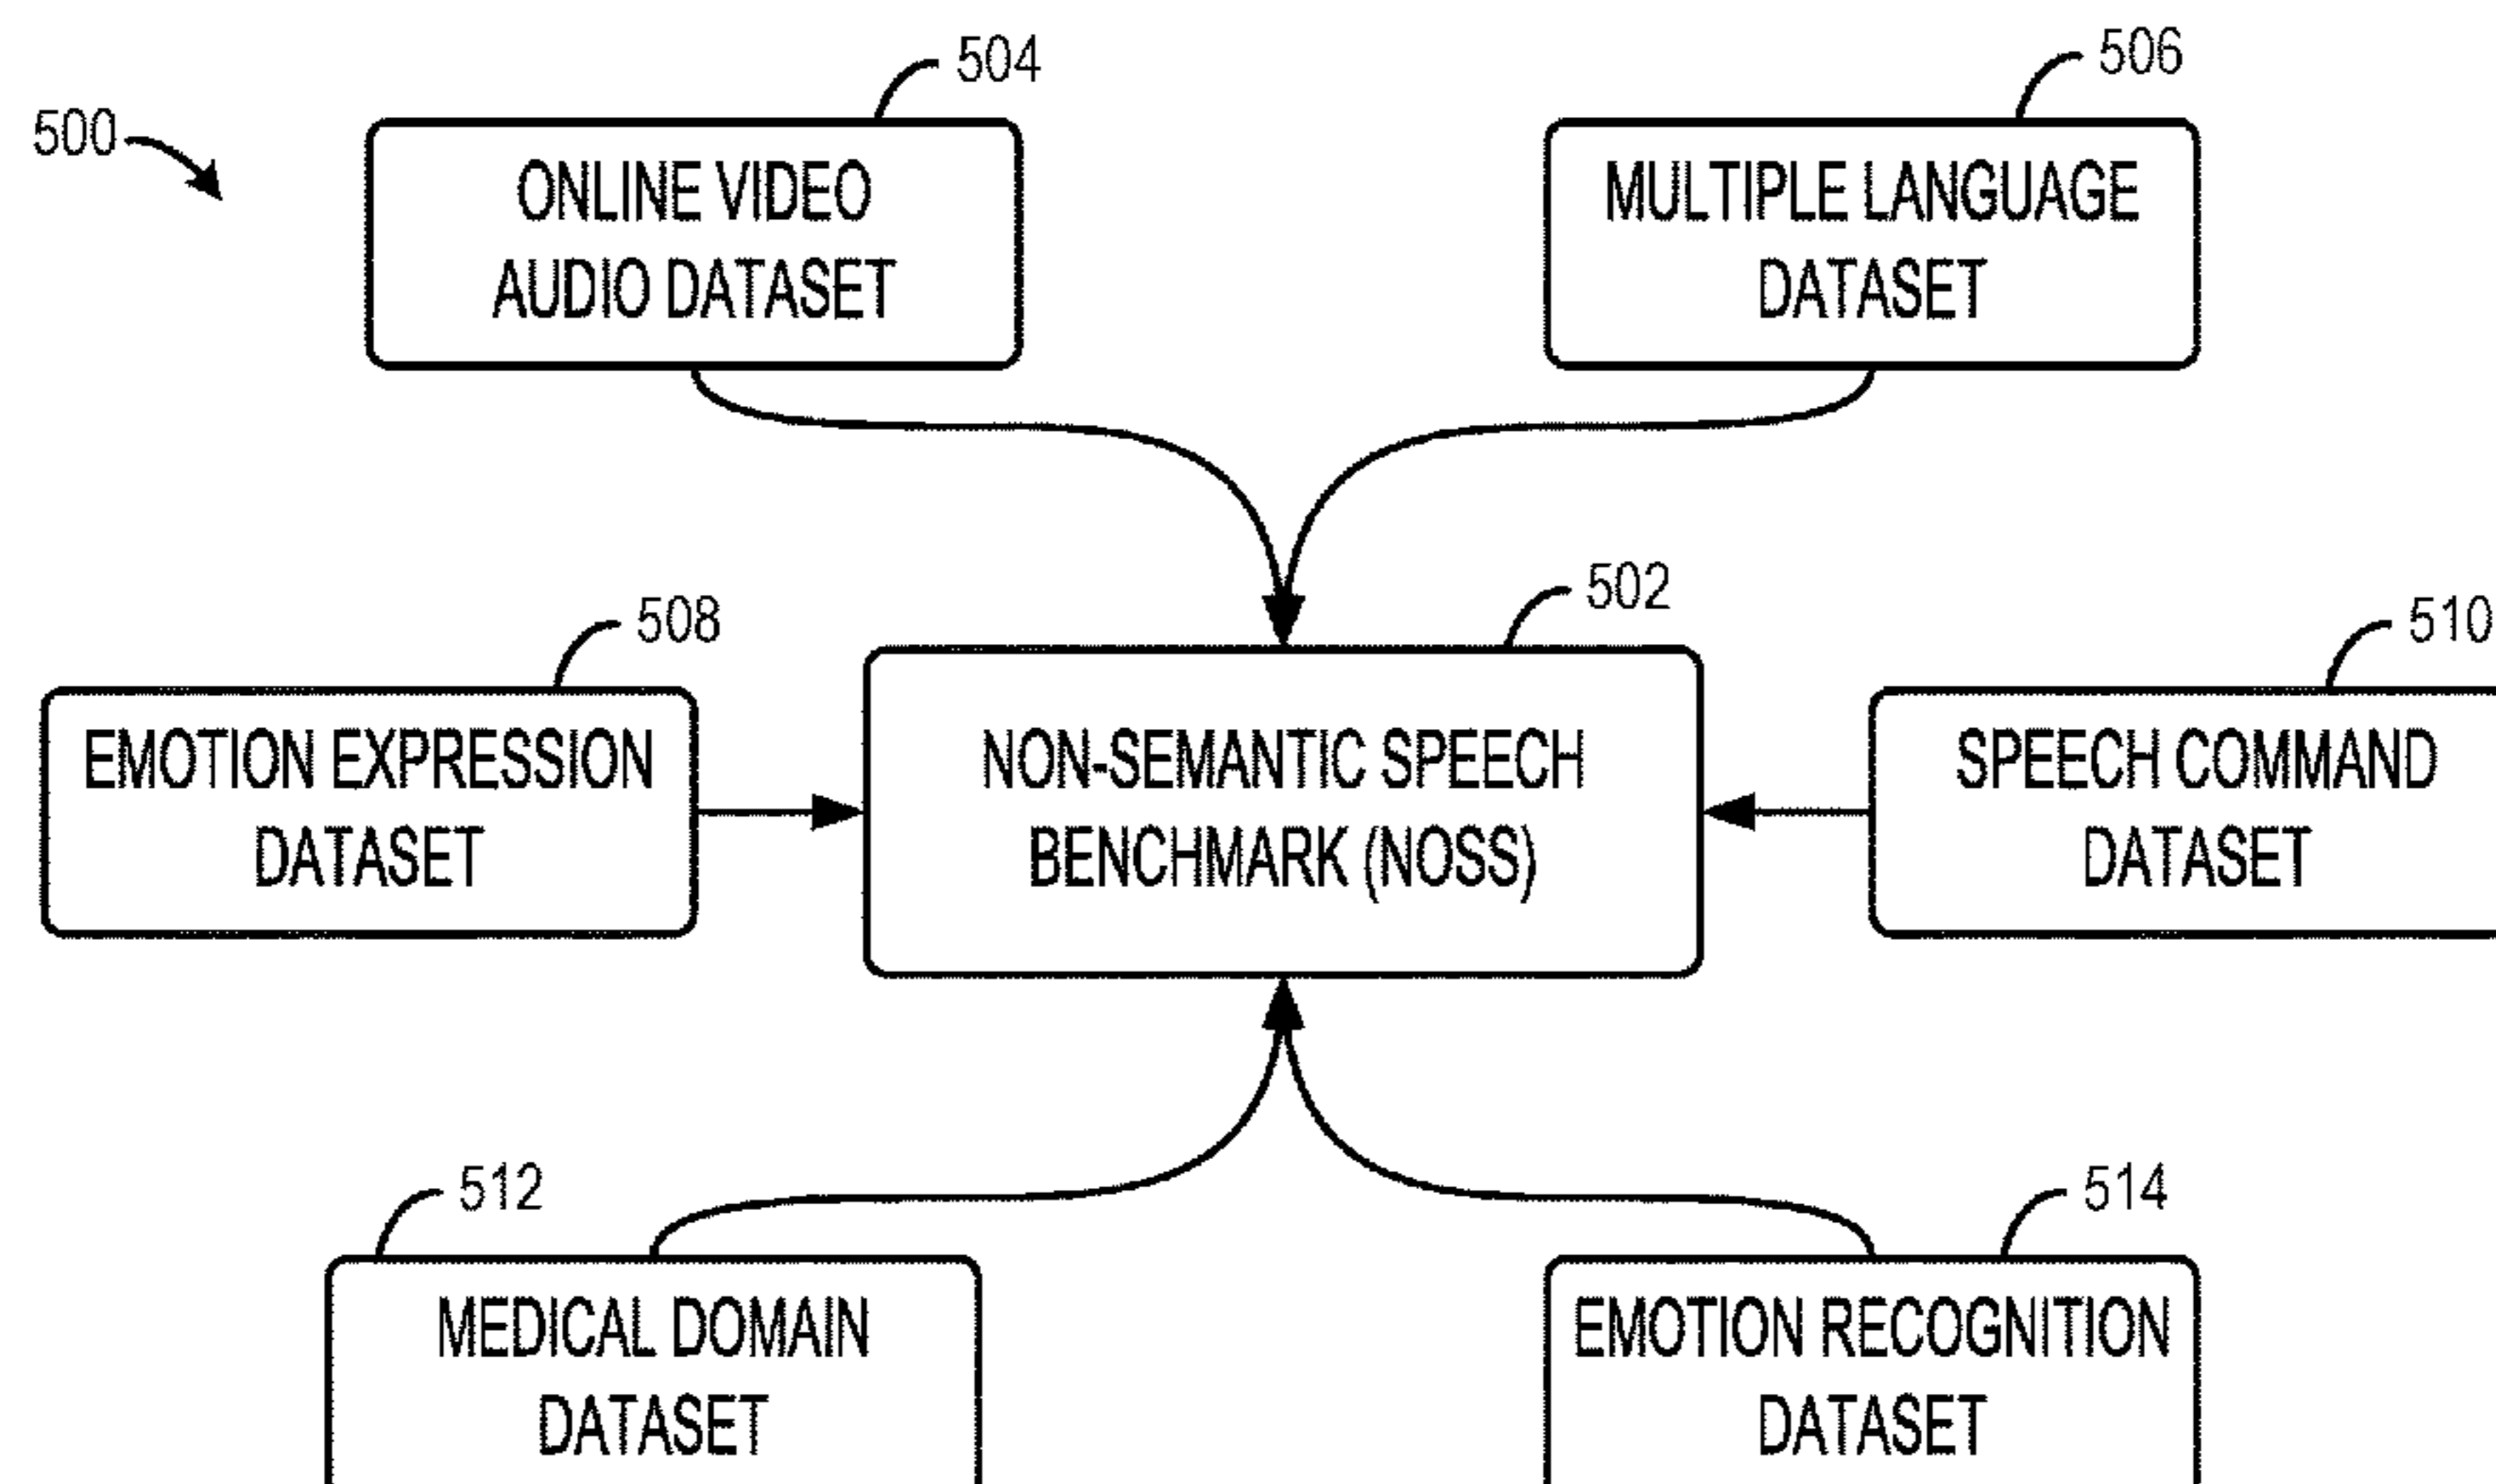 504
506
500
ONLINE VIDEO
AUDIO DATASET
MULTIPLE LANGUAGE
DATASET
502
508
510
EMOTION EXPRESSION
DATASET
NON-SEMANTIC SPEECH
BENCHMARK (NOSS)
SPEECH COMMAND
DATASET
512
514
MEDICAL DOMAIN
DATASET
EMOTION RECOGNITION
DATASET